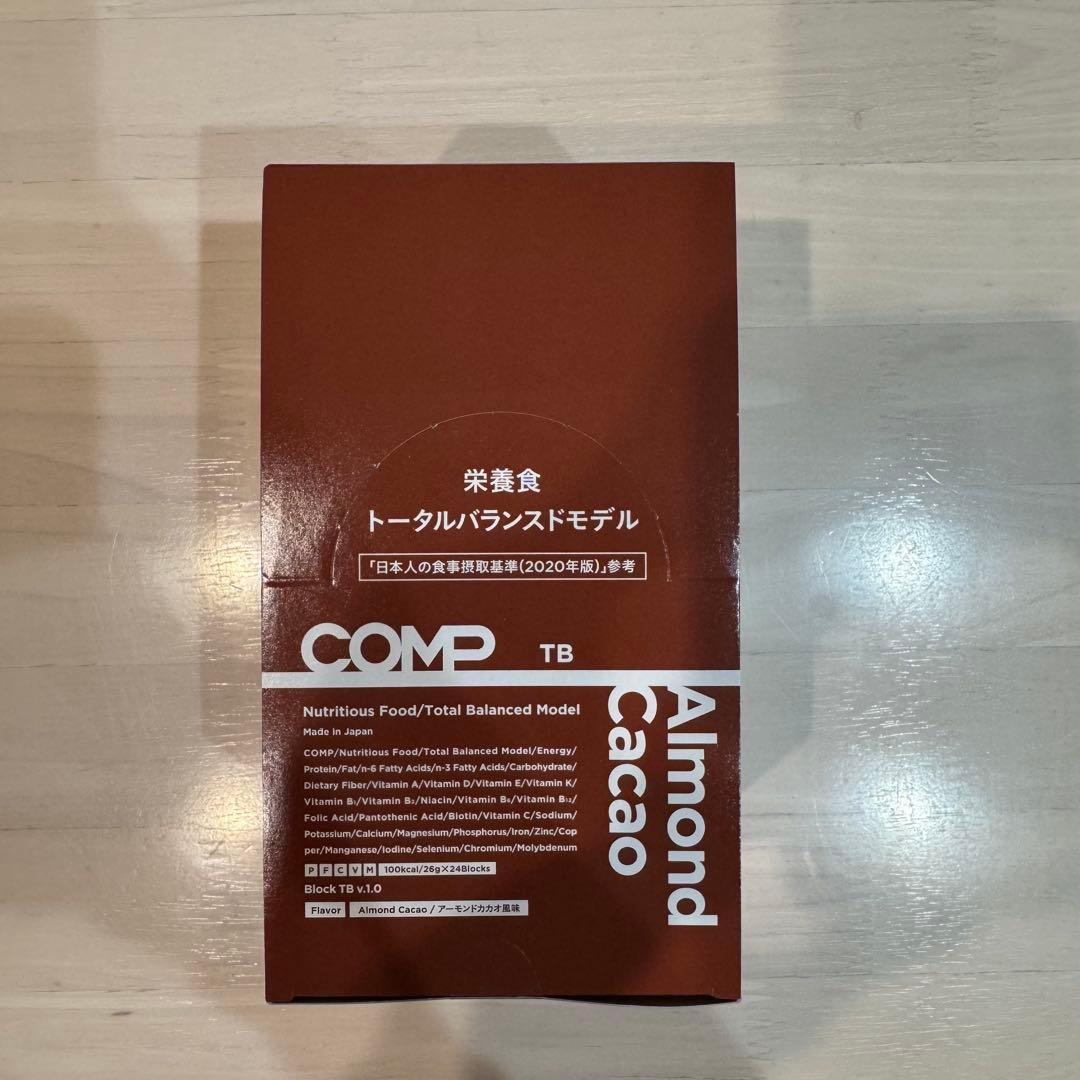 栄養食
トータルバランスドモデル
「日本人の食事摂取基準(2020年版)」参考
COMP TB
Almond
Cacao
Nutritious Food/Total Balanced Model
Made in Japan
COMP/Nutritious Food/Total Balanced Model/Energy/
Protein/Fat/n-6 Fatty Acids/n-3 Fatty Acids/Carbohydrate/
Dietary Fiber/Vitamin A/Vitamin D/Vitamin E/Vitamin K/
Vitamin B₁/Vitamin B₂/Niacin/Vitamin B₆/Vitamin B₁₂/
Folic Acid/Pantothenic Acid/Biotin/Vitamin C/Sodium/
Potassium/Calcium/Magnesium/Phosphorus/Iron/Zinc/Cop
per/Manganese/Iodine/Selenium/Chromium/Molybdenum
P F C V M 100kcal/26g×24Blocks
Block TB v.1.0
Flavor Almond Cacao / アーモンドカカオ風味